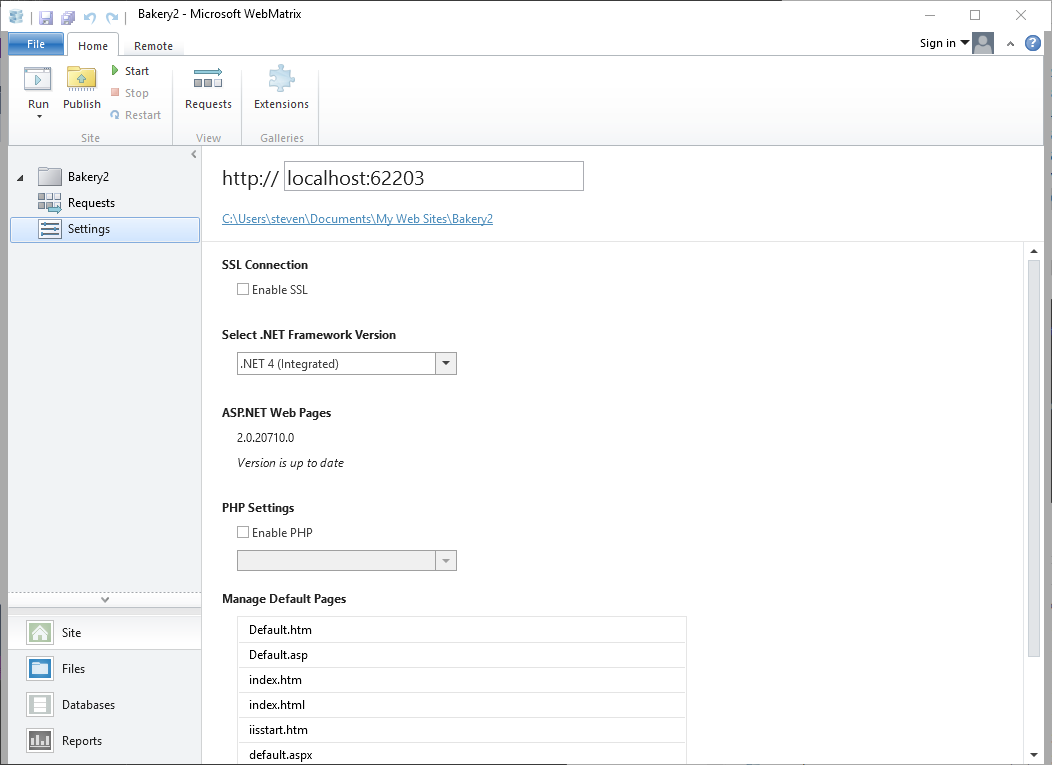 Bakery2 - Microsoft WebMatrix
File Home Remote Sign in
Run Publish Start Stop Restart Requests Extensions
Site View Galleries
Bakery2
Requests
Settings
http:// localhost:62203
C:\Users\steven\Documents\My Web Sites\Bakery2
SSL Connection
Enable SSL
Select .NET Framework Version
.NET 4 (Integrated)
ASP.NET Web Pages
2.0.20710.0
Version is up to date
PHP Settings
Enable PHP
Manage Default Pages
Default.htm
Default.asp
index.htm
index.html
iisstart.htm
default.aspx
Site
Files
Databases
Reports